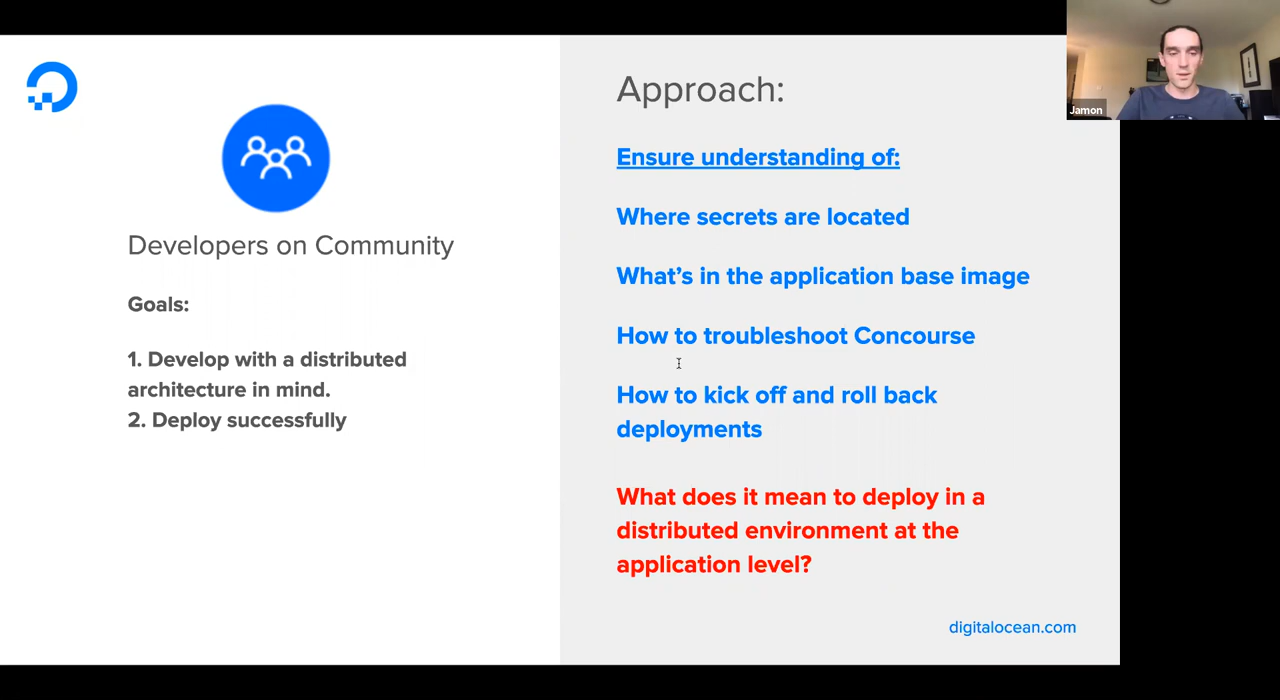 Jamon
Developers on Community
Goals:
1. Develop with a distributed
architecture in mind.
2. Deploy successfully
Approach:
Ensure understanding of:
Where secrets are located
What's in the application base image
How to troubleshoot Concourse
How to kick off and roll back
deployments
What does it mean to deploy in a
distributed environment at the
application level?
digitalocean.com